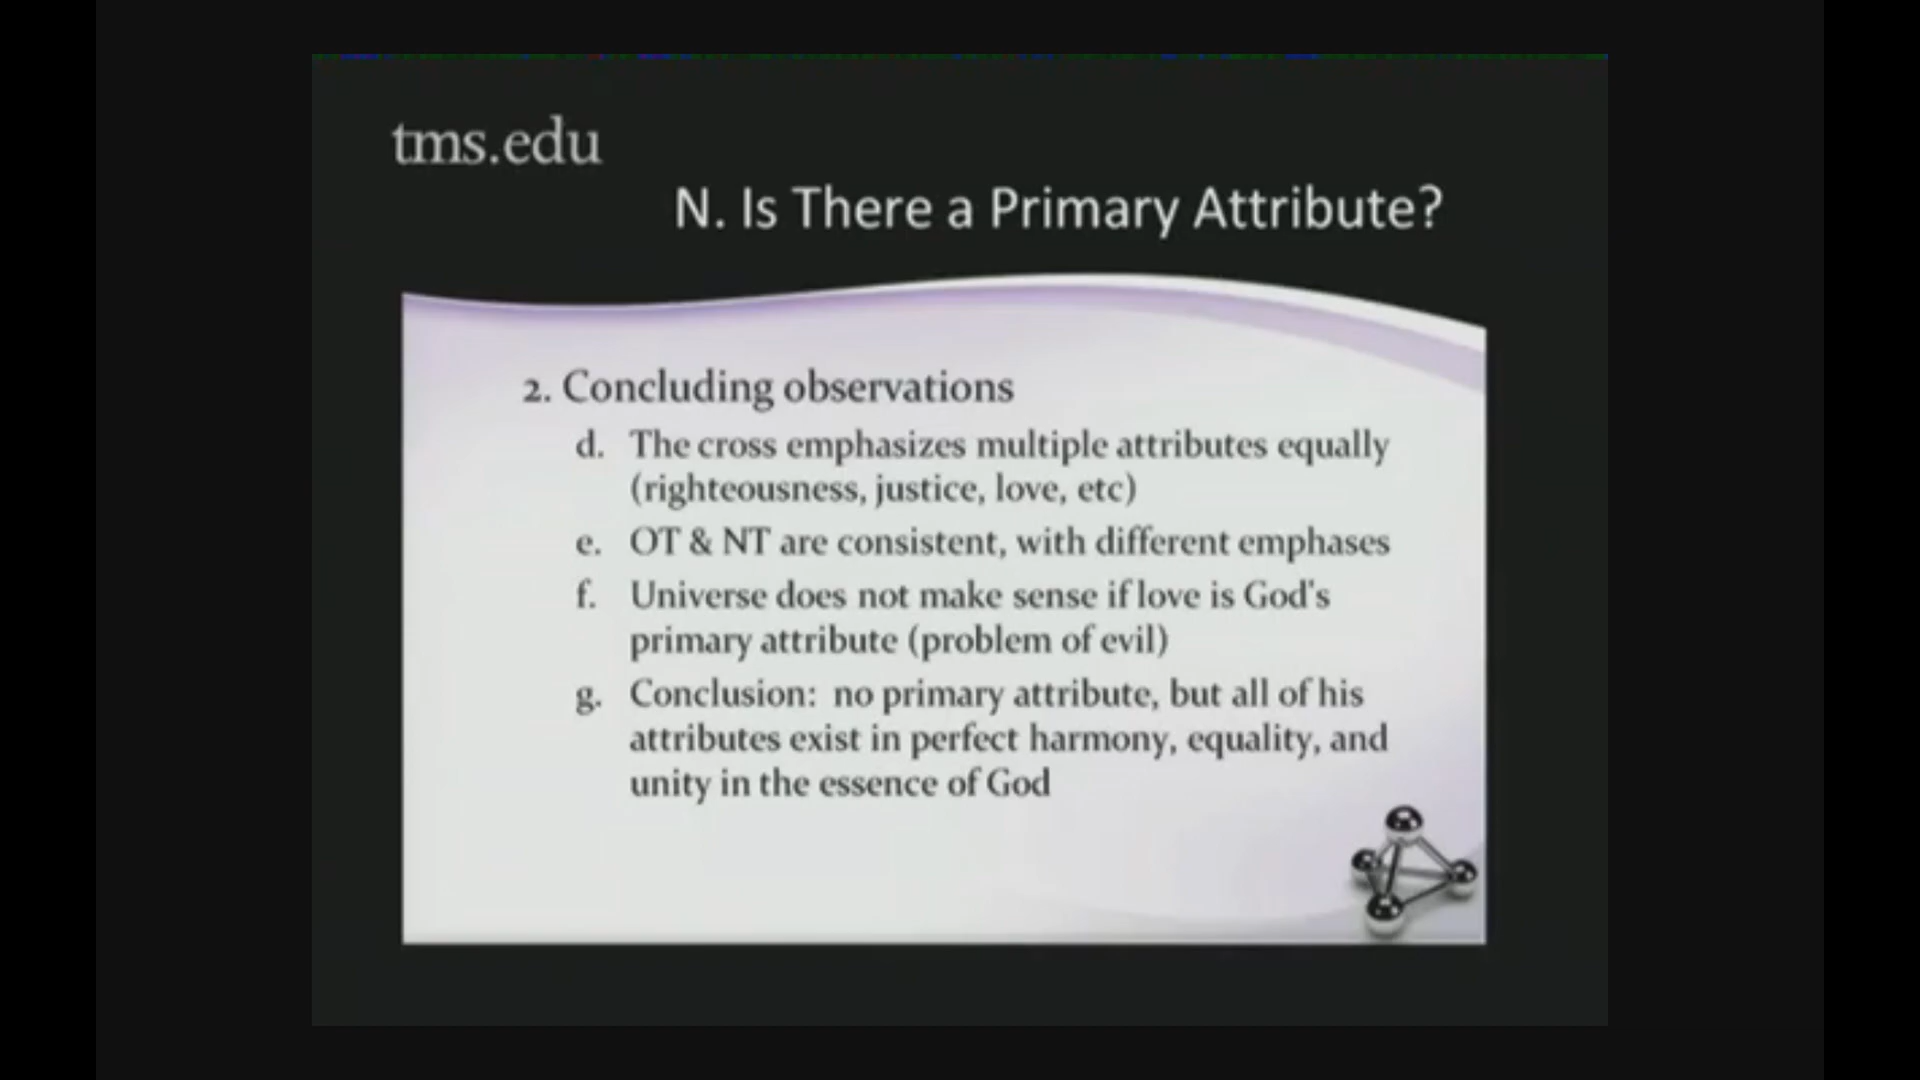 tms.edu
N. Is There a Primary Attribute?
2. Concluding observations
d. The cross emphasizes multiple attributes equally
(righteousness, justice, love, etc)
e. OT & NT are consistent, with different emphases
f. Universe does not make sense if love is God's
primary attribute (problem of evil)
g. Conclusion: no primary attribute, but all of his
attributes exist in perfect harmony, equality, and
unity in the essence of God